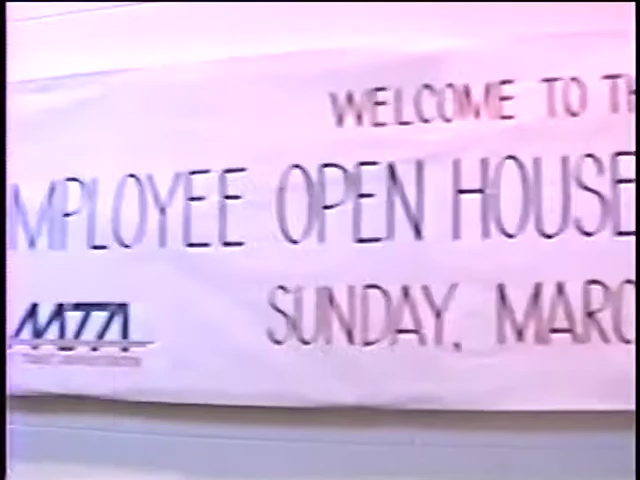 WELCOME TO TH
MPLOYEE OPEN HOUSE
SUNDAY, MARC
MTA